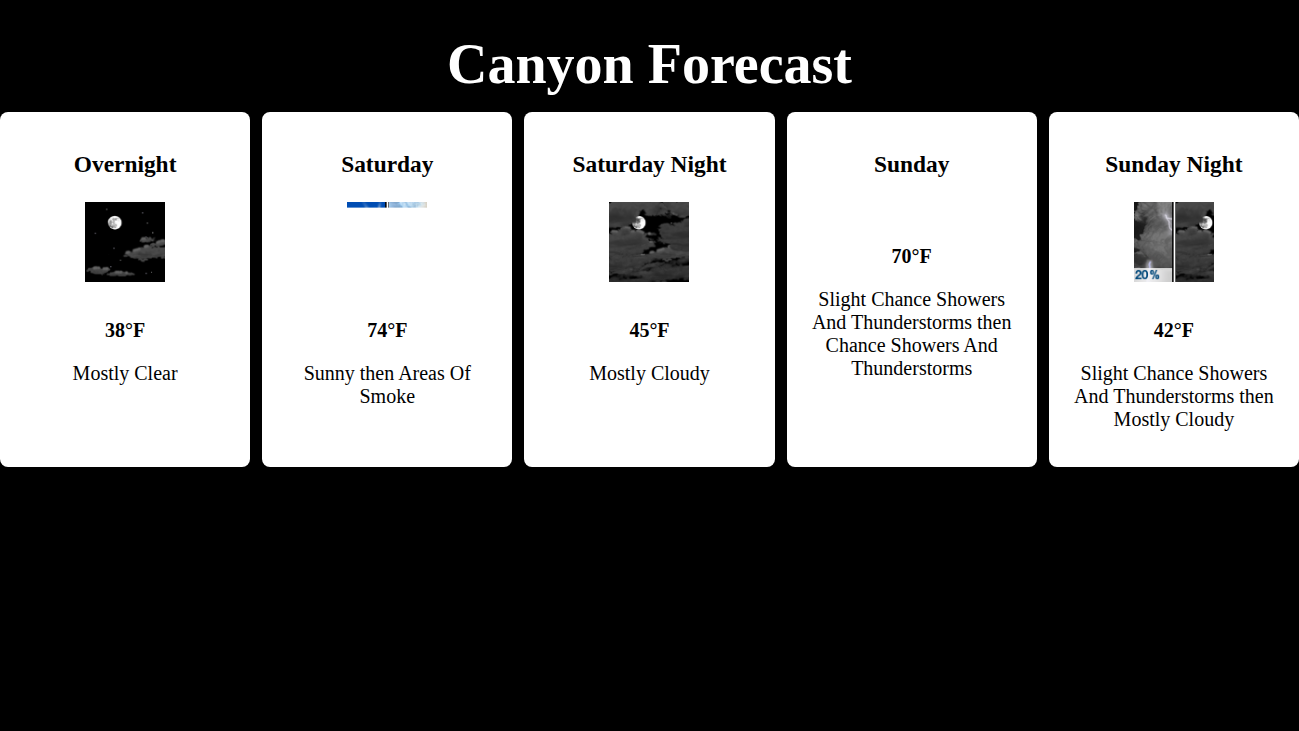 Canyon Forecast
Overnight
38°F
Mostly Clear
Saturday
74°F
Sunny then Areas Of
Smoke
Saturday Night
45°F
Mostly Cloudy
Sunday
70°F
Slight Chance Showers
And Thunderstorms then
Chance Showers And
Thunderstorms
Sunday Night
20%
42°F
Slight Chance Showers
And Thunderstorms then
Mostly Cloudy